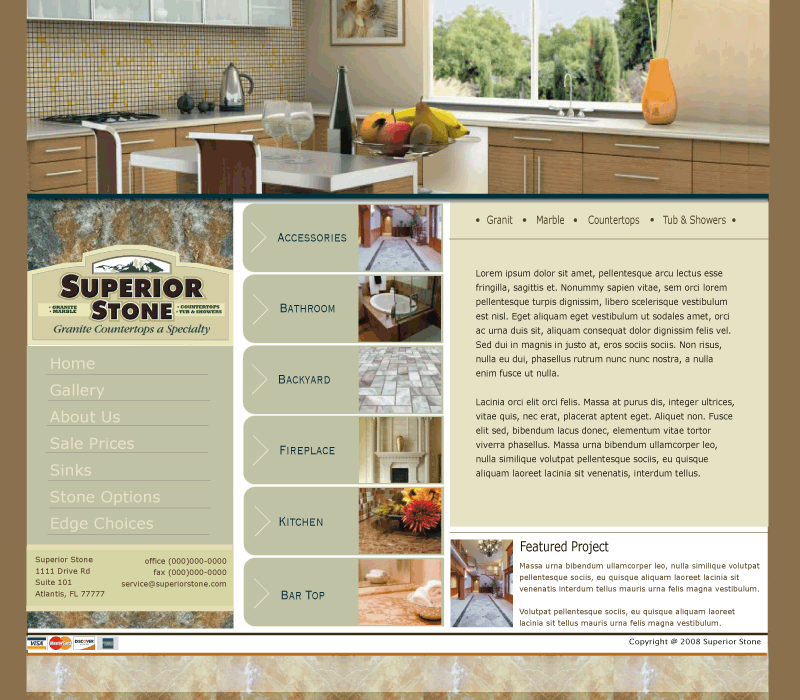 • Granit • Marble • Countertops • Tub & Showers •
SUPERIOR
STONE
• GRANITE
• MARBLE
• COUNTERTOPS
• TUB & SHOWERS
Granite Countertops a Specialty
Home
Gallery
About Us
Sale Prices
Sinks
Stone Options
Edge Choices
Superior Stone
1111 Drive Rd
Suite 101
Atlantis, FL 77777
office (000)000-0000
fax (000)000-0000
service@superiorstone.com
ACCESSORIES
BATHROOM
BACKYARD
FIREPLACE
KITCHEN
BAR TOP
Lorem ipsum dolor sit amet, pellentesque arcu lectus esse
fringilla, sagittis et. Nonummy sapien vitae, sem orci lorem
pellentesque turpis dignissim, libero scelerisque vestibulum
est nisl. Eget aliquam eget vestibulum ut sodales amet, orci
ac urna duis sit, aliquam consequat dolor dignissim felis vel.
Sed dui in magnis in justo at, eros sociis sociis. Non risus,
nulla eu dui, phasellus rutrum nunc nunc nostra, a nulla
enim fusce ut nulla.
Lacinia orci elit orci felis. Massa at purus dis, integer ultrices,
vitae quis, nec erat, placerat aptent eget. Aliquet non. Fusce
elit sed, bibendum lacus donec, elementum vitae tortor
viverra phasellus. Massa urna bibendum ullamcorper leo,
nulla similique volutpat pellentesque sociis, eu quisque
aliquam laoreet lacinia sit venenatis, interdum tellus.
Featured Project
Massa urna bibendum ullamcorper leo, nulla similique volutpat
pellentesque sociis, eu quisque aliquam laoreet lacinia sit
venenatis interdum tellus mauris urna felis magna vestibulum.
Volutpat pellentesque sociis, eu quisque aliquam laoreet
lacinia sit tellus mauris urna felis magna vestibulum.
VISA
MasterCard
DISCOVER
Copyright @ 2008 Superior Stone